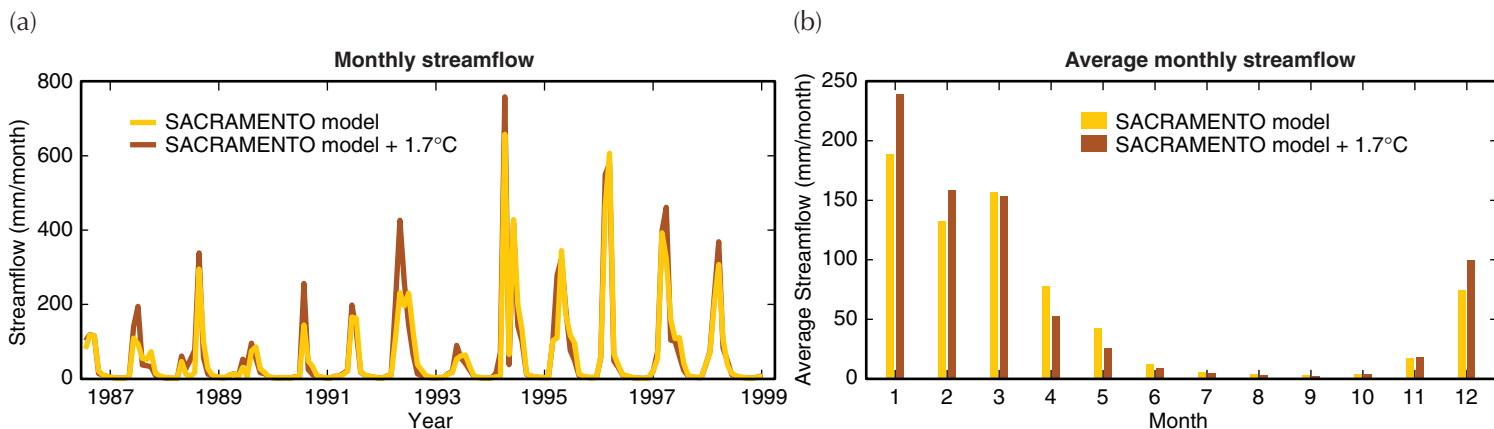 (a)
Monthly streamflow
800
600
400
200
0
Streamflow (mm/month)
SACRAMENTO model
SACRAMENTO model + 1.7°C
1987 1989 1991 1993 1995 1997 1999
Year
(b)
Average monthly streamflow
250
200
150
100
50
0
Average Streamflow (mm/month)
SACRAMENTO model
SACRAMENTO model + 1.7°C
1 2 3 4 5 6 7 8 9 10 11 12
Month